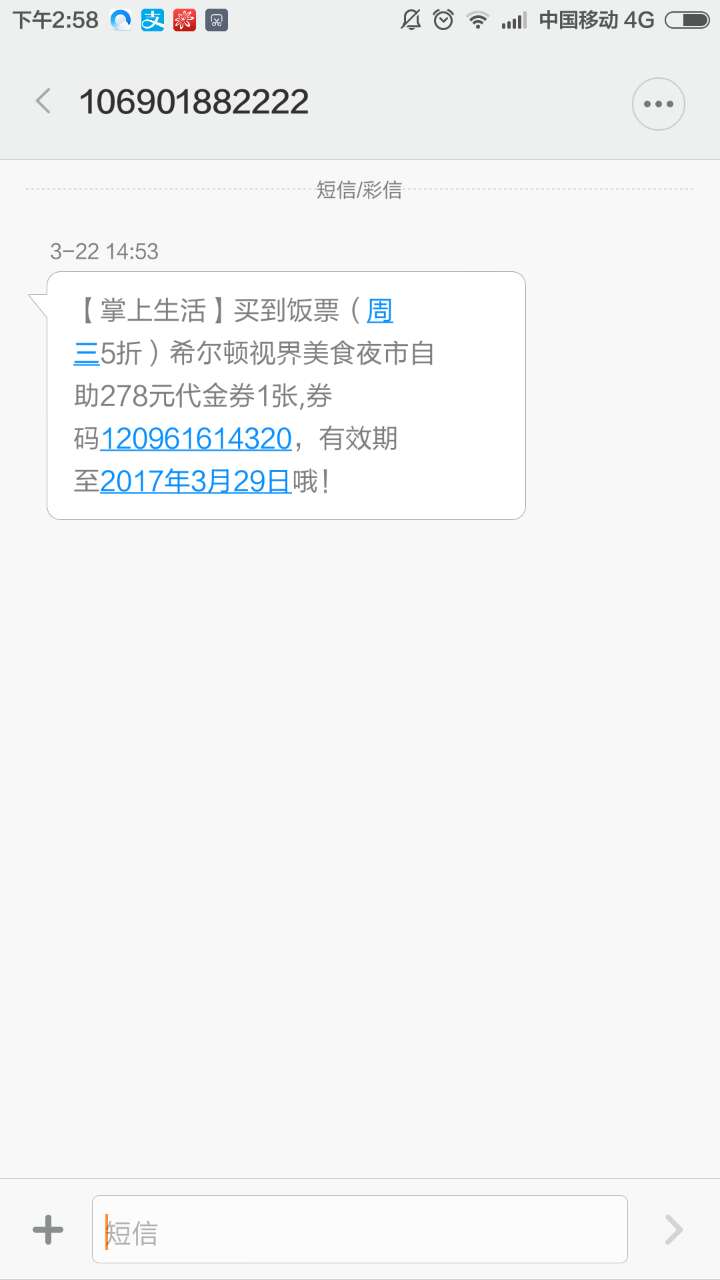 下午2:58
中国移动 4G
106901882222
短信/彩信
3-22 14:53
【掌上生活】买到饭票（周
三5折）希尔顿视界美食夜市自
助278元代金券1张,券
码120961614320，有效期
至2017年3月29日哦！
短信